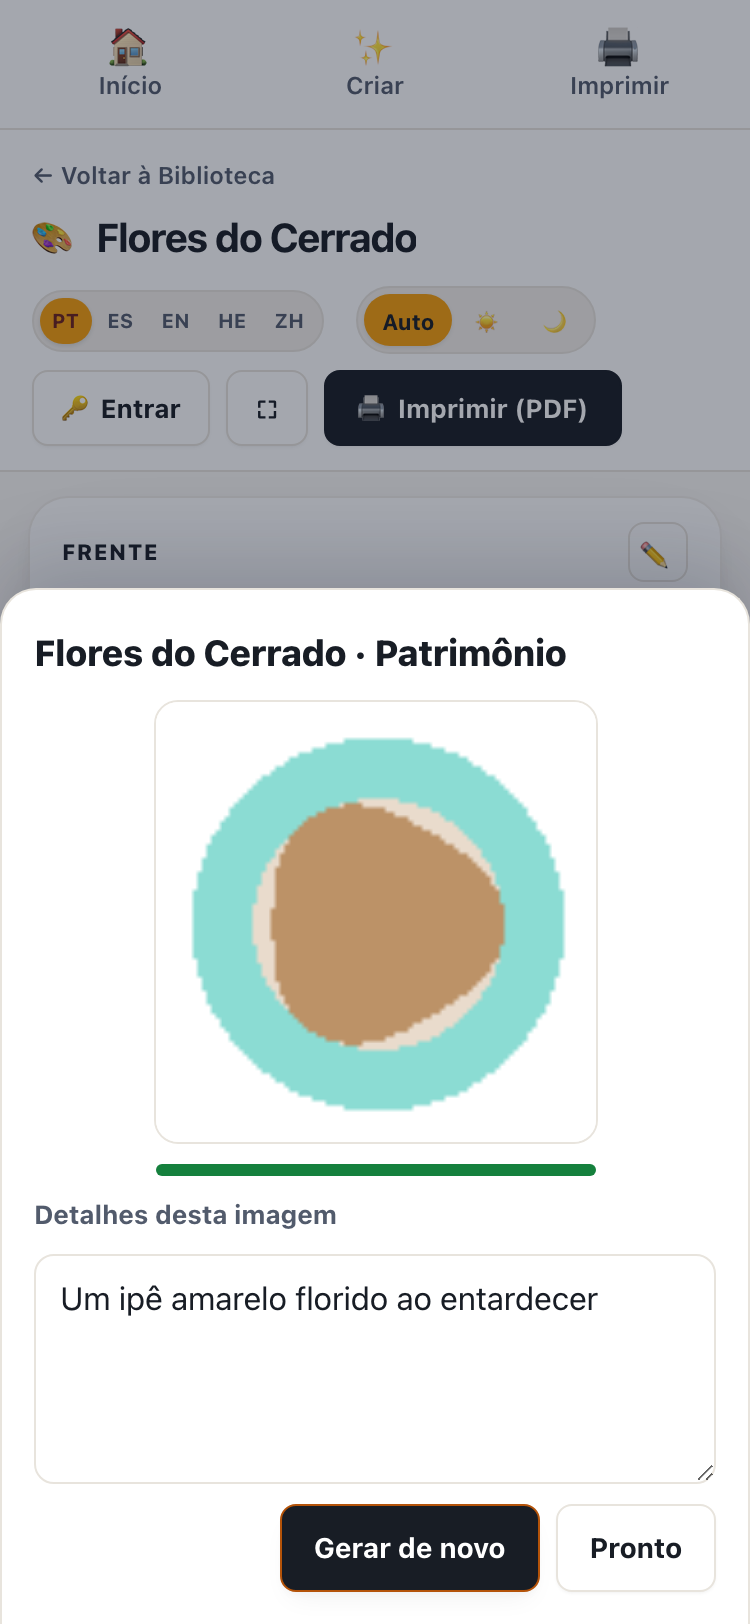 Início Criar Imprimir
← Voltar à Biblioteca
Flores do Cerrado
PT ES EN HE ZH Auto
Entrar Imprimir (PDF)
FRENTE
Flores do Cerrado · Patrimônio
Detalhes desta imagem
Um ipê amarelo florido ao entardecer
Gerar de novo Pronto